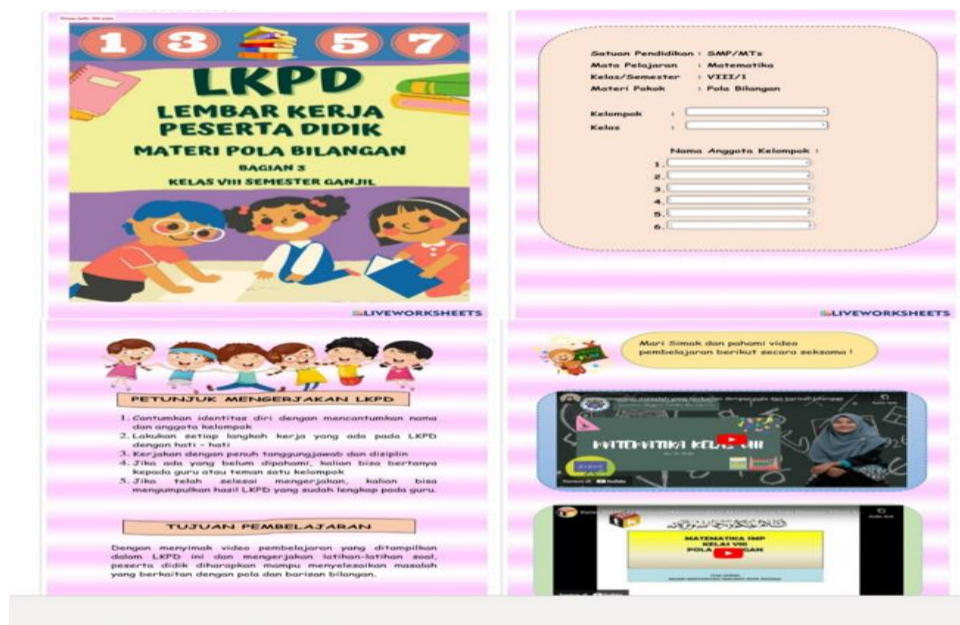 1 3 5 7
LKPD
LEMBAR KERJA
PESERTA DIDIK
MATERI POLA BILANGAN
BAGIAN 3
KELAS VIII SEMESTER GANJIL
LIVEWORKSHEETS
Satuan Pendidikan : SMP/MTs
Mata Pelajaran : Matematika
Kelas/Semester : VIII/1
Materi Pokok : Pola Bilangan
Kelompok :
Kelas :
Nama Anggota Kelompok :
1.
2.
3.
4.
5.
6.
LIVEWORKSHEETS
PETUNJUK MENGERJAKAN LKPD
1. Cantumkan identitas diri dengan mencantumkan nama
dan anggota kelompok
2. Lakukan setiap langkah kerja yang ada pada LKPD
dengan hati - hati
3. Kerjakan dengan penuh tanggungjawab dan disiplin
4. Jika ada yang belum dipahami, kalian bisa bertanya
kepada guru atau teman satu kelompok
5. Jika telah selesai mengerjakan, kalian bisa
mengumpulkan hasil LKPD yang sudah lengkap pada guru.
TUJUAN PEMBELAJARAN
Dengan menyimak video pembelajaran yang ditampilkan
dalam LKPD ini dan mengerjakan latihan-latihan soal,
peserta didik diharapkan mampu menyelesaikan masalah
yang berkaitan dengan pola dan barisan bilangan.
Mari Simak dan pahami video
pembelajaran berikut secara seksama !
MATEMATIKA KELAS VIII
YouTube
MATEMATIKA SMP
KELAS VIII
POLA BILANGAN